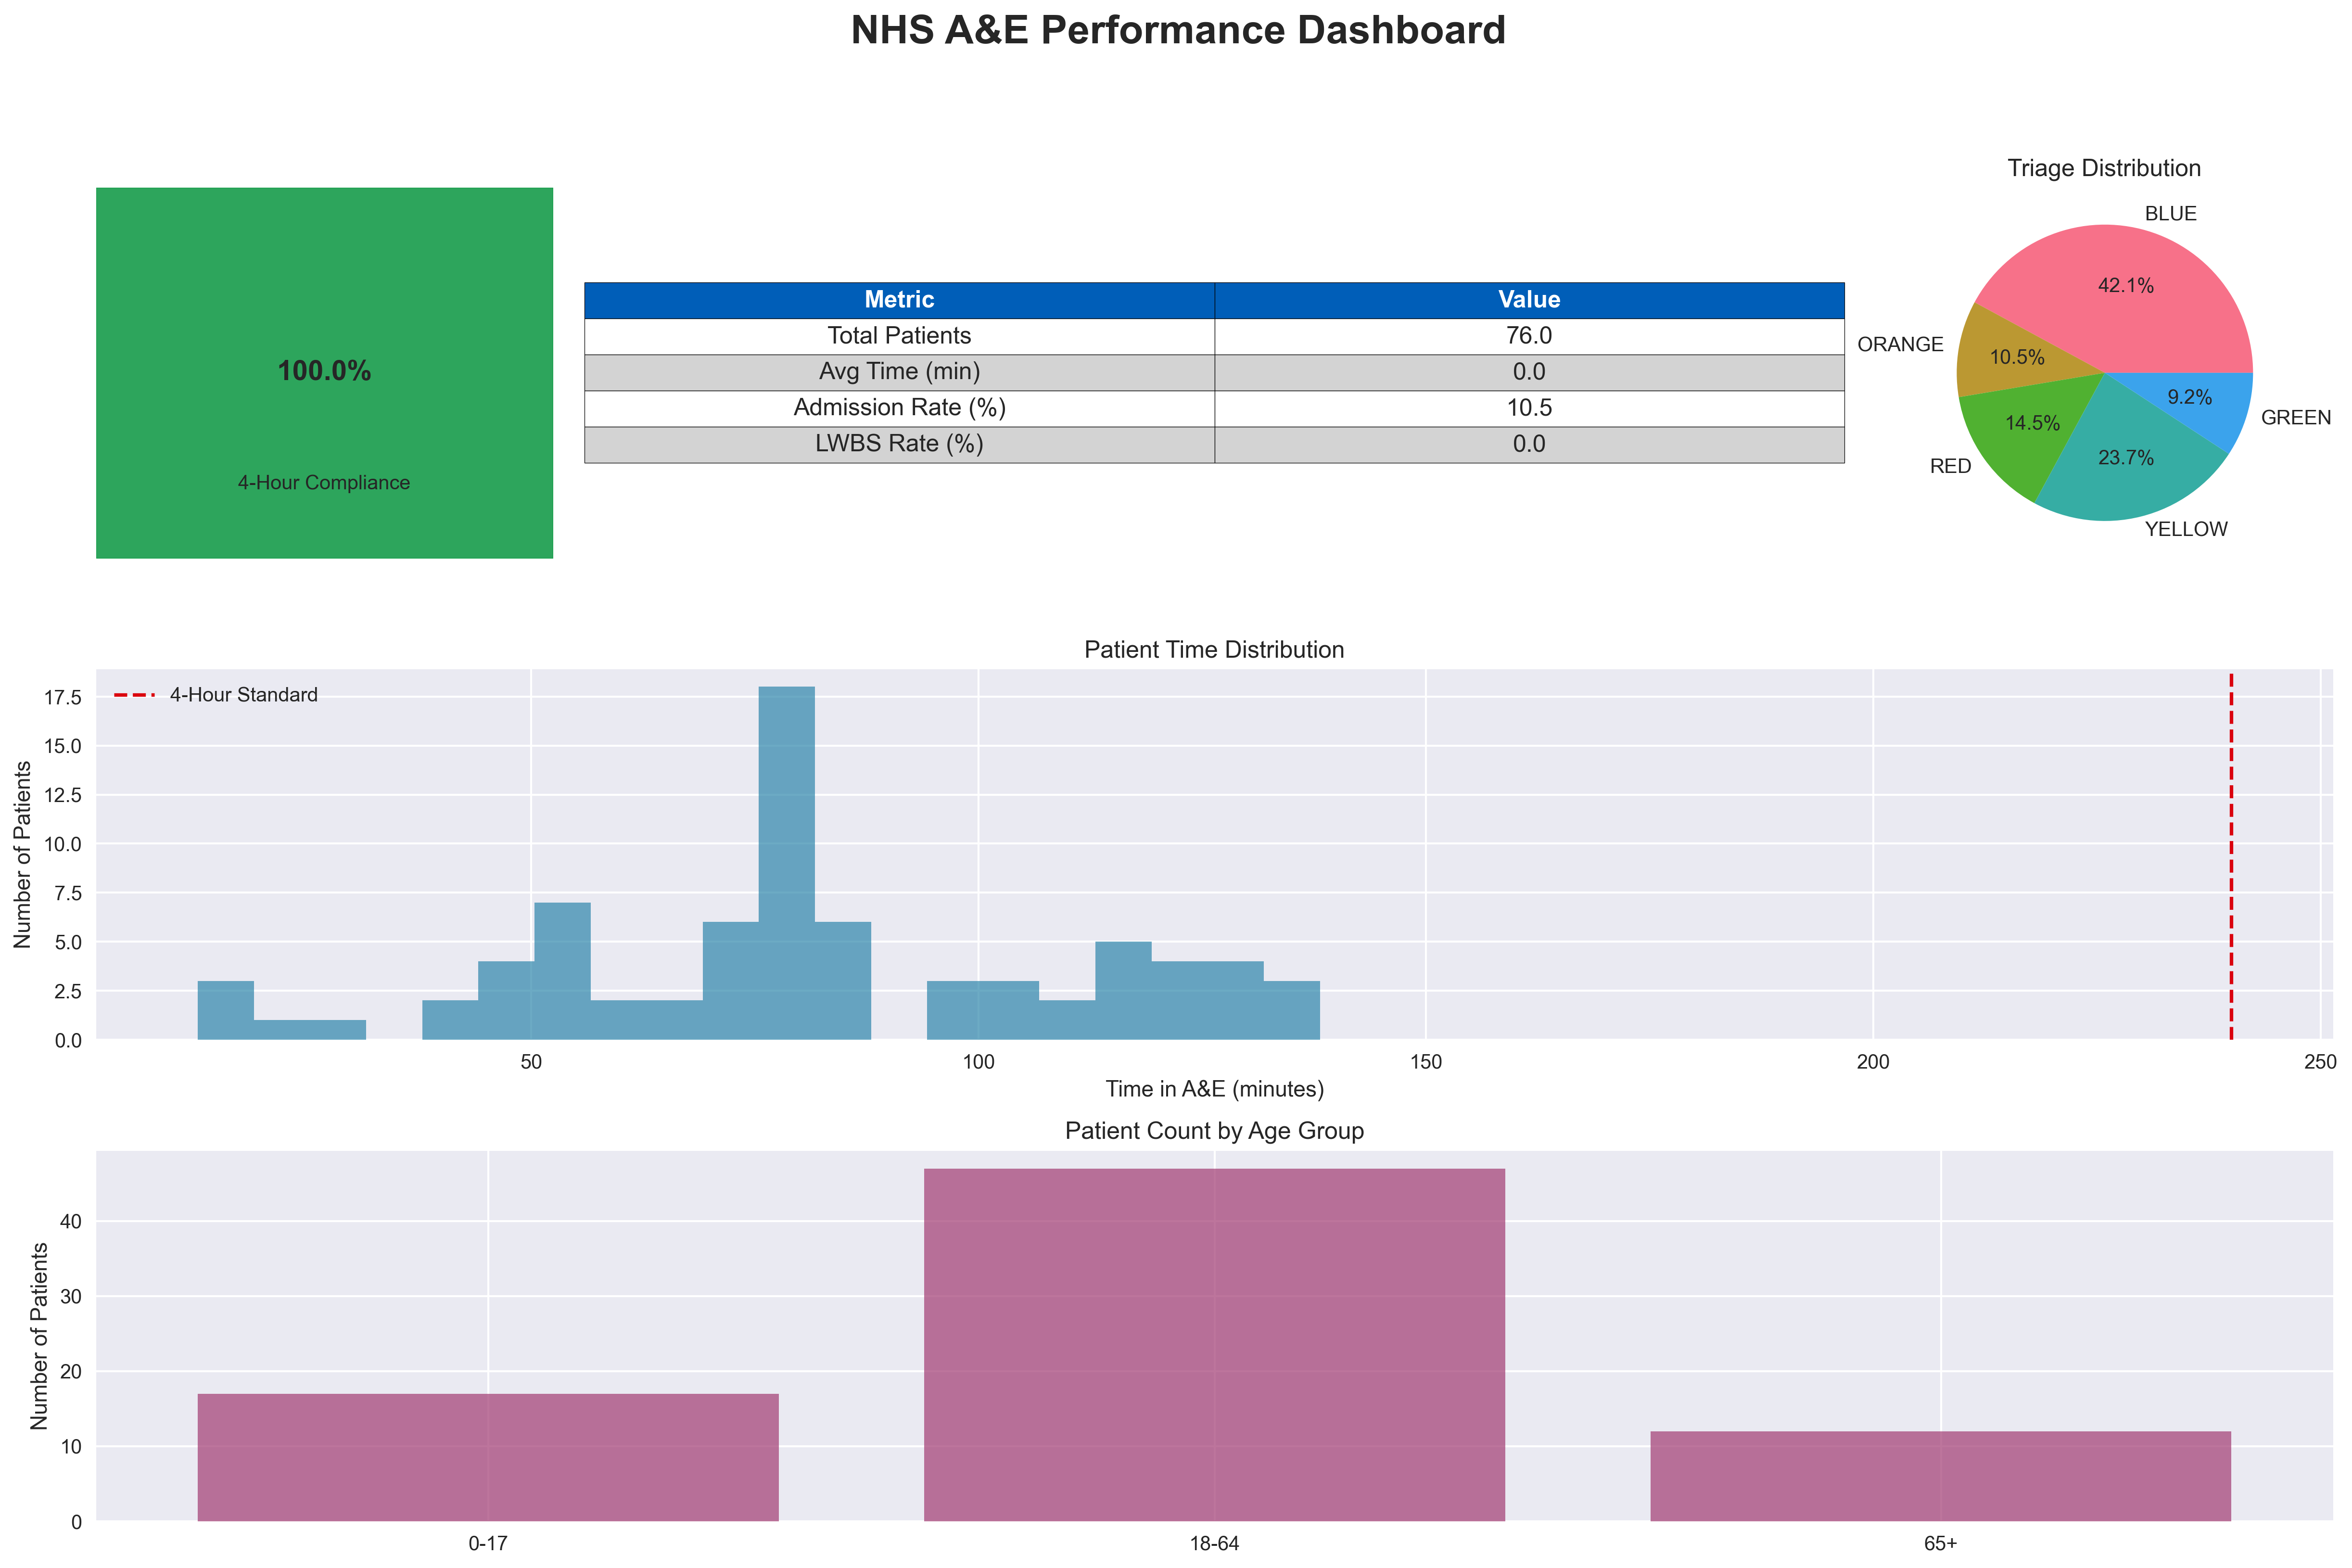 NHS A&E Performance Dashboard
100.0%
4-Hour Compliance
Metric Value
Total Patients 76.0
Avg Time (min) 0.0
Admission Rate (%) 10.5
LWBS Rate (%) 0.0
Triage Distribution
BLUE
42.1%
ORANGE
10.5%
RED
14.5%
YELLOW
23.7%
GREEN
9.2%
Patient Time Distribution
4-Hour Standard
Number of Patients
17.5
15.0
12.5
10.0
7.5
5.0
2.5
0.0
50 100 150 200 250
Time in A&E (minutes)
Patient Count by Age Group
Number of Patients
40
30
20
10
0
0-17 18-64 65+